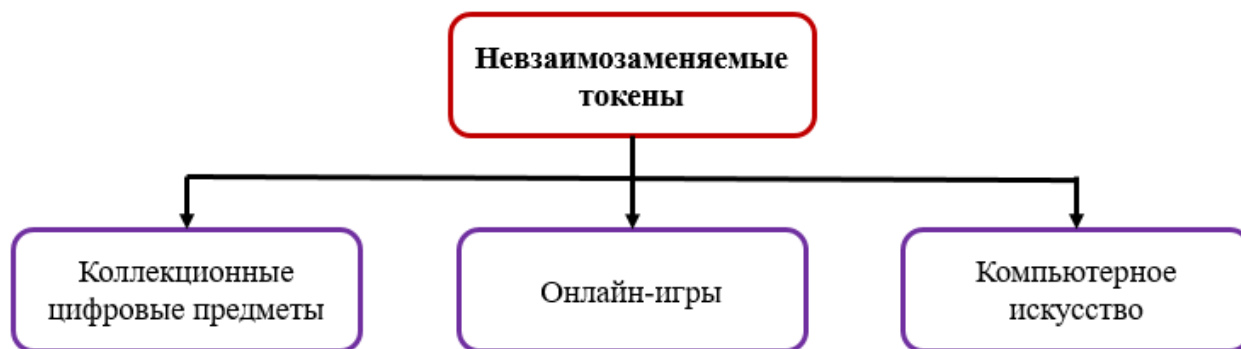 Невзаимозаменяемые
токены
Коллекционные
цифровые предметы
Онлайн-игры
Компьютерное
искусство